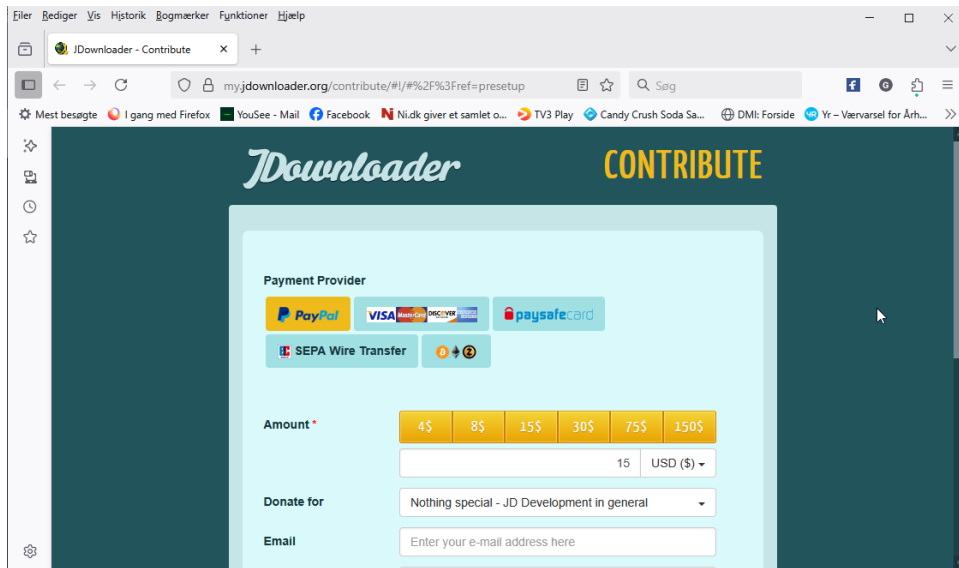 Filer Rediger Vis Historik Bogmærker Funktioner Hjælp
JDownloader - Contribute
my.jdownloader.org/contribute/#!/#%2F%3Fref=presetup
Søg
Mest besøgte I gang med Firefox YouSee - Mail Facebook Ni.dk giver et samlet o... TV3 Play Candy Crush Soda Sa... DMI: Forside Yr – Værvarsel for Årh...
JDownloader CONTRIBUTE
Payment Provider
PayPal VISA MasterCard DISCOVER paysafecard
SEPA Wire Transfer
Amount *
4$ 8$ 15$ 30$ 75$ 150$
15 USD ($)
Donate for Nothing special - JD Development in general
Email Enter your e-mail address here